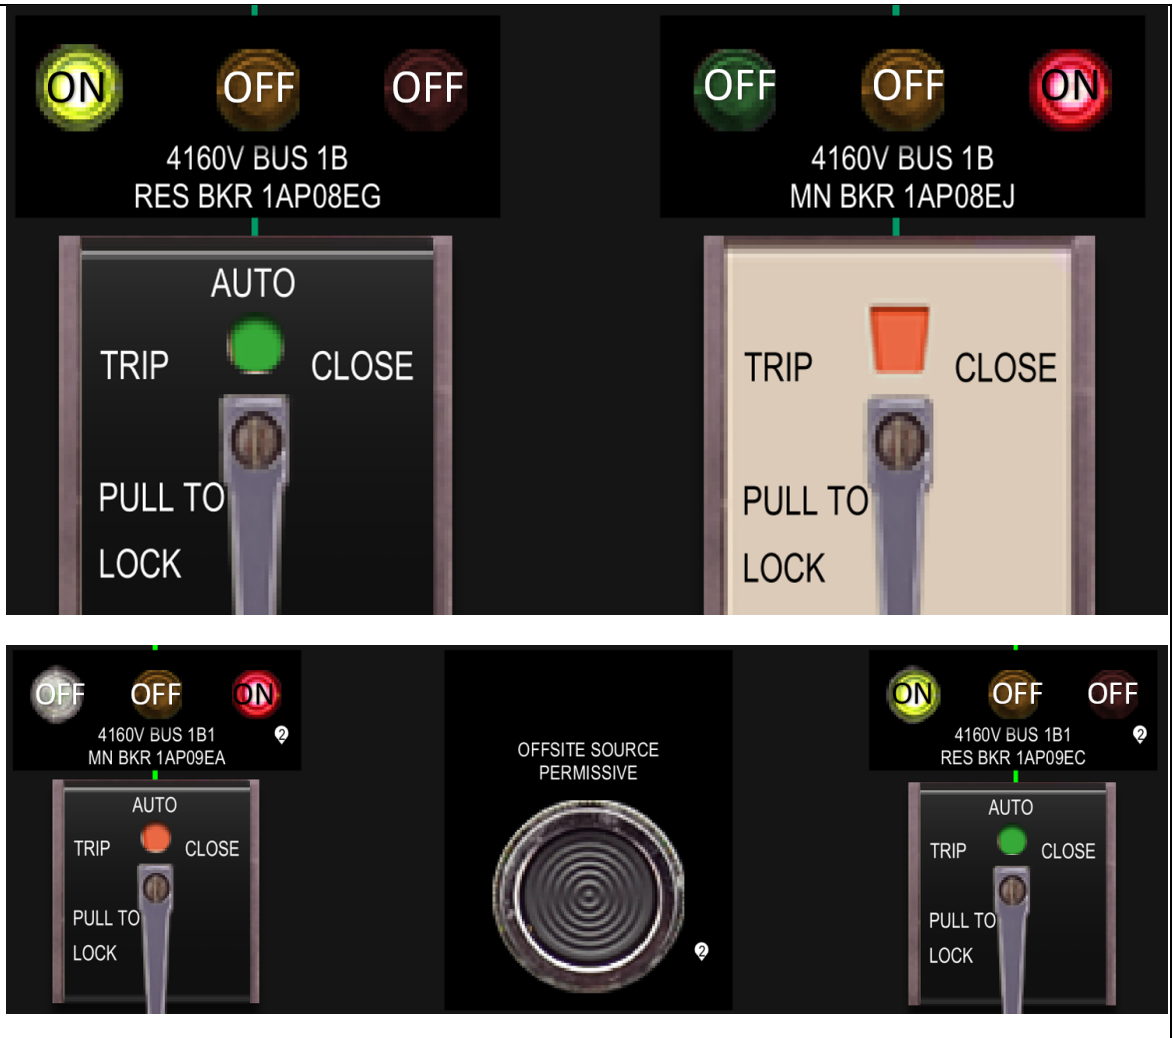 ON OFF OFF
4160V BUS 1B
RES BKR 1AP08EG
AUTO
TRIP CLOSE
PULL TO
LOCK
OFF OFF ON
4160V BUS 1B
MN BKR 1AP08EJ
TRIP CLOSE
PULL TO
LOCK
OFF OFF ON
4160V BUS 1B1
MN BKR 1AP09EA
2
AUTO
TRIP CLOSE
PULL TO
LOCK
OFFSITE SOURCE
PERMISSIVE
2
ON OFF OFF
4160V BUS 1B1
RES BKR 1AP09EC
2
AUTO
TRIP CLOSE
PULL TO
LOCK